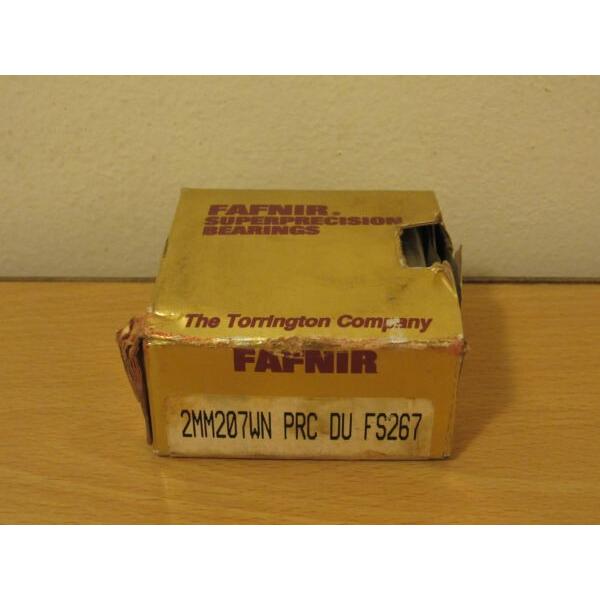 FAFNIR®
SUPERPRECISION
BEARINGS
The Torrington Company
FAFNIR
2MM207WN PRC DU FS267